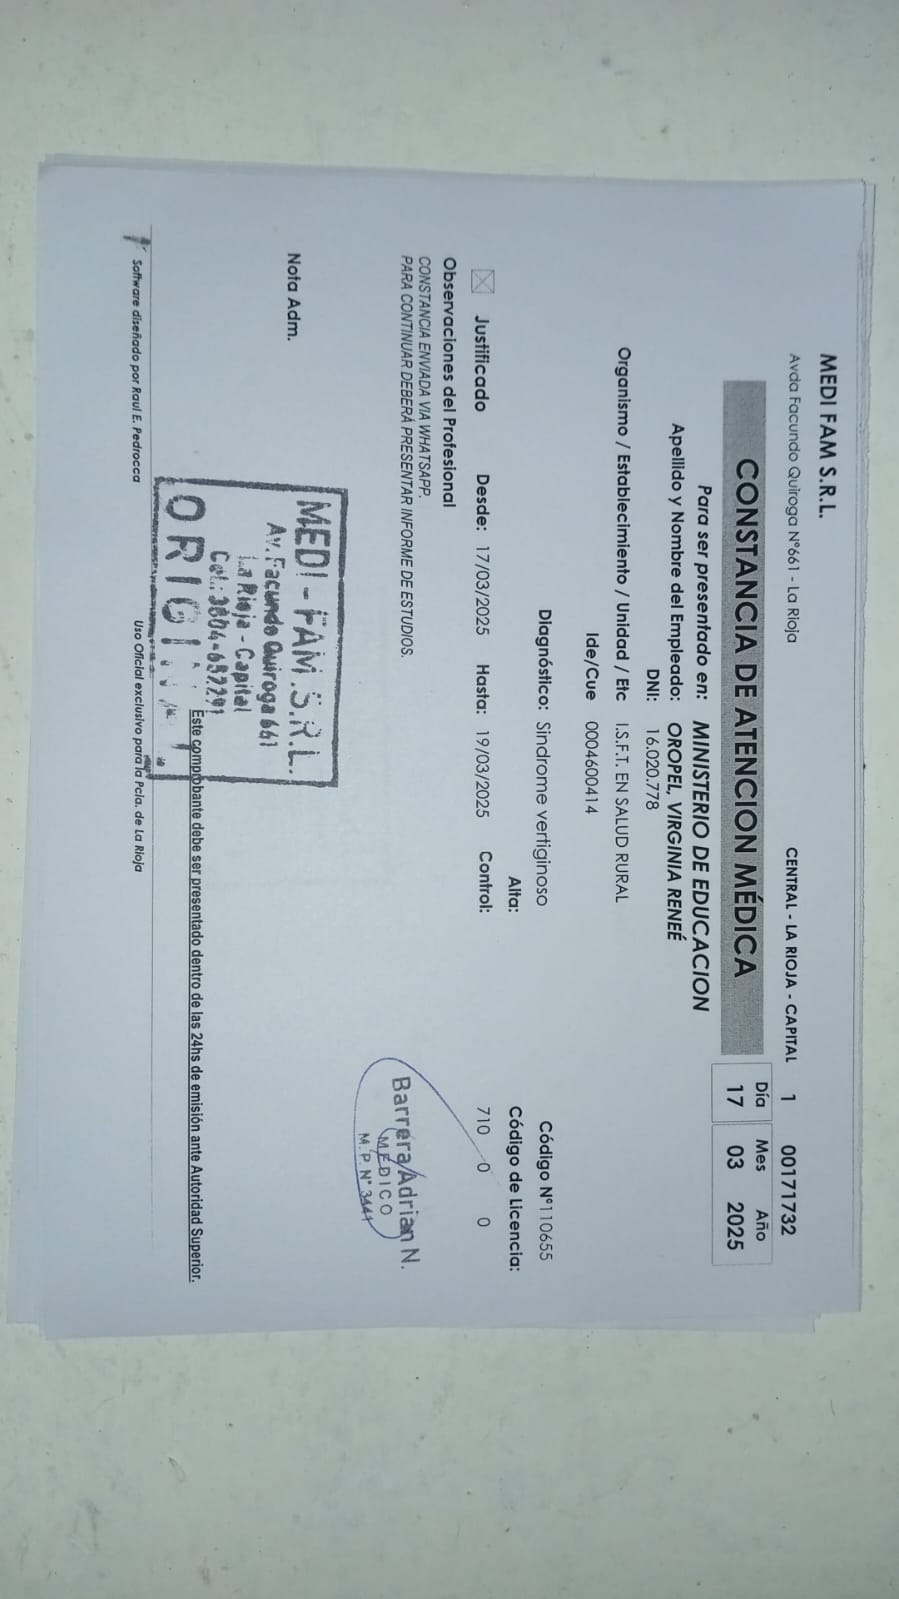 MEDI FAM S.R.L.
Avda Facundo Quiroga N°661 - La Rioja
CENTRAL - LA RIOJA - CAPITAL 1 00171732
CONSTANCIA DE ATENCION MÉDICA
Día Mes Año
17 03 2025
Para ser presentado en: MINISTERIO DE EDUCACION
Apellido y Nombre del Empleado: OROPEL, VIRGINIA RENEÉ
DNI: 16.020.778
Organismo / Establecimiento / Unidad / Etc I.S.F.T. EN SALUD RURAL
Ide/Cue 0004600414
Diagnóstico: Sindrome vertiginoso Código N°110655
Alta: Código de Licencia:
Justificado Desde: 17/03/2025 Hasta: 19/03/2025 Control: 710 0 0
Observaciones del Profesional
CONSTANCIA ENVIADA VIA WHATSAPP.
PARA CONTINUAR DEBERÁ PRESENTAR INFORME DE ESTUDIOS.
Barrera Adrian N.
MÉDICO
M.P. N° 3441
Nota Adm.
MEDI - FAM. S.R.L.
Av. Facundo Quiroga 661
La Rioja - Capital
Cel.: 3804-657291
Este comprobante debe ser presentado dentro de las 24hs de emisión ante Autoridad Superior.
Software diseñado por Raul E. Pedrocca Uso Oficial exclusivo para la Pcia. de La Rioja